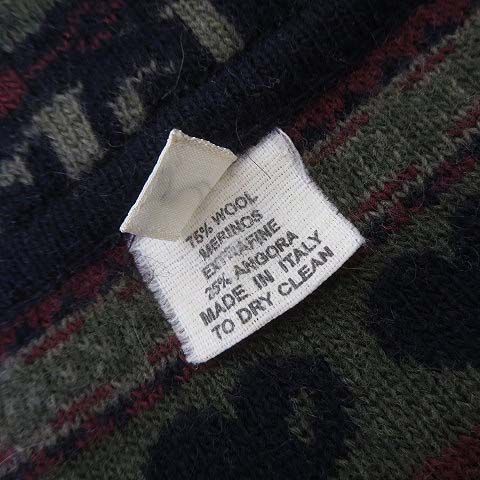 75% WOOL
MERINOS
EXTRAFINE
25% ANGORA
MADE IN ITALY
TO DRY CLEAN